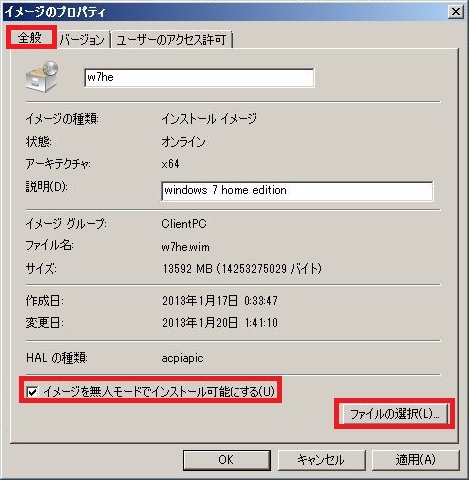 イメージのプロパティ
全般 バージョン ユーザーのアクセス許可
w7he
イメージの種類: インストール イメージ
状態: オンライン
アーキテクチャ: x64
説明(D): windows 7 home edition
イメージ グループ: ClientPC
ファイル名: w7he.wim
サイズ: 13592 MB (14253275029 バイト)
作成日: 2013年1月17日 0:33:47
変更日: 2013年1月20日 1:41:10
HAL の種類: acpiapic
イメージを無人モードでインストール可能にする(U)
ファイルの選択(L)...
OK キャンセル 適用(A)